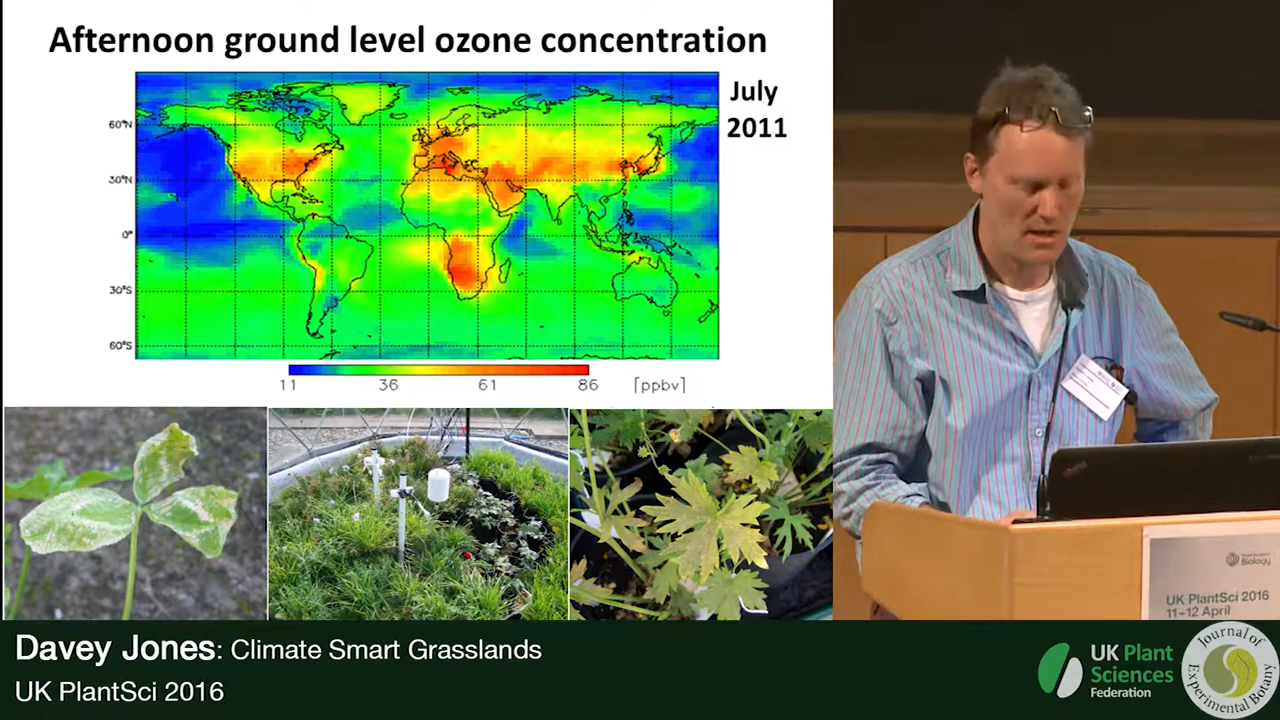 Afternoon ground level ozone concentration
July
2011
60°N
30°N
0°
30°S
60°S
11 36 61 86 [ppbv]
Biology
UK PlantSci 2016
11-12 April
Davey Jones: Climate Smart Grasslands
UK PlantSci 2016
UK Plant
Sciences
Federation
Journal of
Experimental Botany